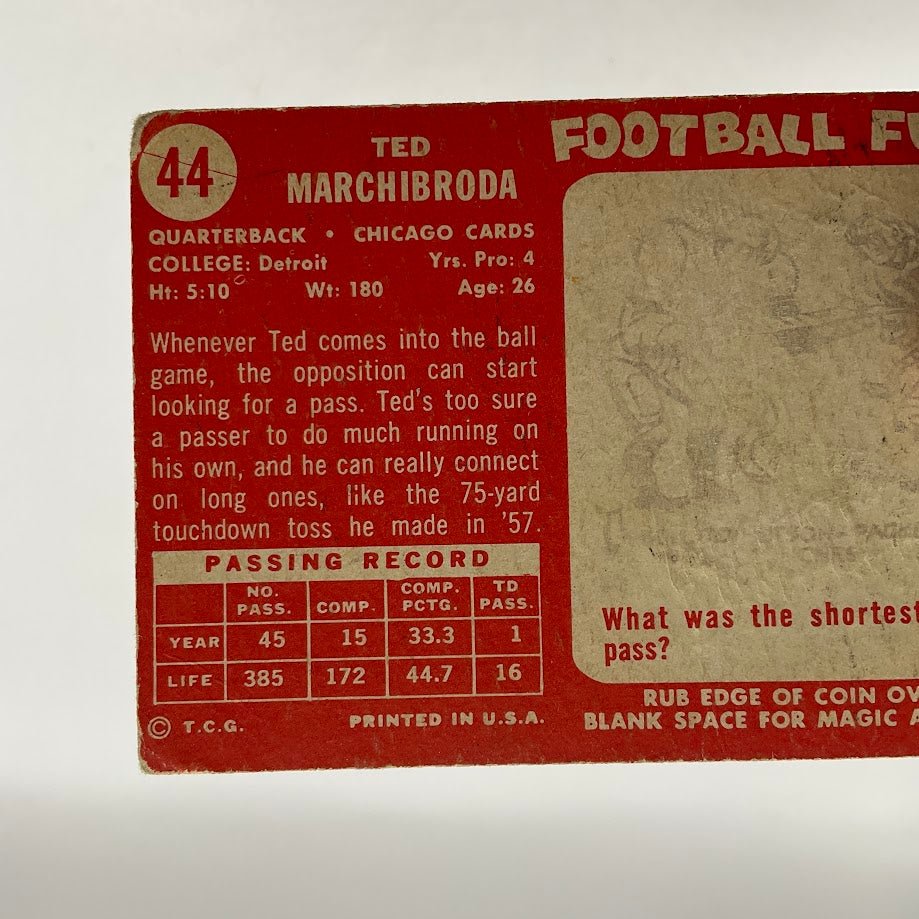 44
TED
MARCHIBRODA
QUARTERBACK • CHICAGO CARDS
COLLEGE: Detroit Yrs. Pro: 4
Ht: 5:10 Wt: 180 Age: 26
Whenever Ted comes into the ball
game, the opposition can start
looking for a pass. Ted's too sure
a passer to do much running on
his own, and he can really connect
on long ones, like the 75-yard
touchdown toss he made in '57.
PASSING RECORD
NO. PASS. COMP. COMP. PCTG. TD PASS.
YEAR 45 15 33.3 1
LIFE 385 172 44.7 16
© T.C.G. PRINTED IN U.S.A.
FOOTBALL FU
What was the shortest
pass?
RUB EDGE OF COIN OV
BLANK SPACE FOR MAGIC A